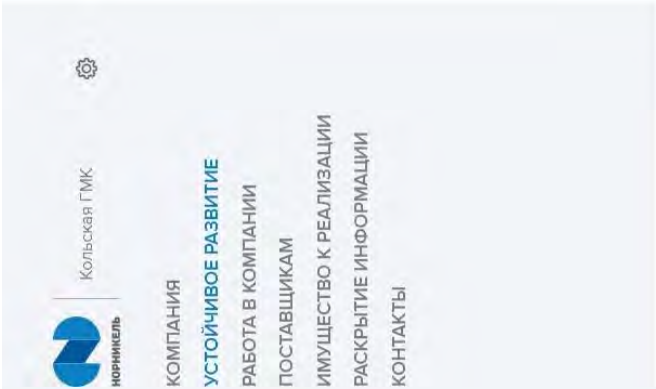 НОРНИКЕЛЬ
Кольская ГМК
КОМПАНИЯ
УСТОЙЧИВОЕ РАЗВИТИЕ
РАБОТА В КОМПАНИИ
ПОСТАВЩИКАМ
ИМУЩЕСТВО К РЕАЛИЗАЦИИ
РАСКРЫТИЕ ИНФОРМАЦИИ
КОНТАКТЫ